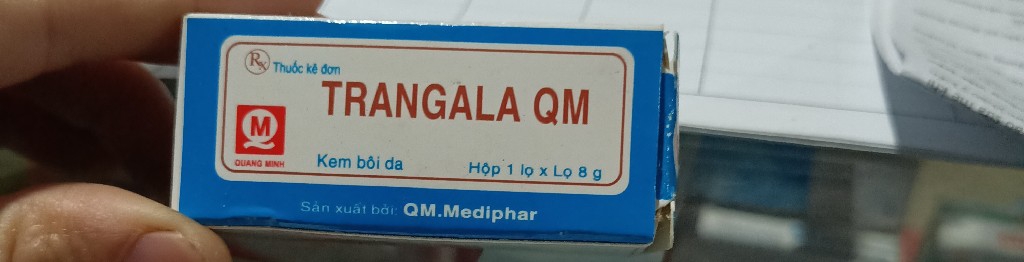 Rx Thuốc kê đơn
TRANGALA QM
QM
QUANG MINH
Kem bôi da
Hộp 1 lọ x Lọ 8 g
Sản xuất bởi: QM.Mediphar